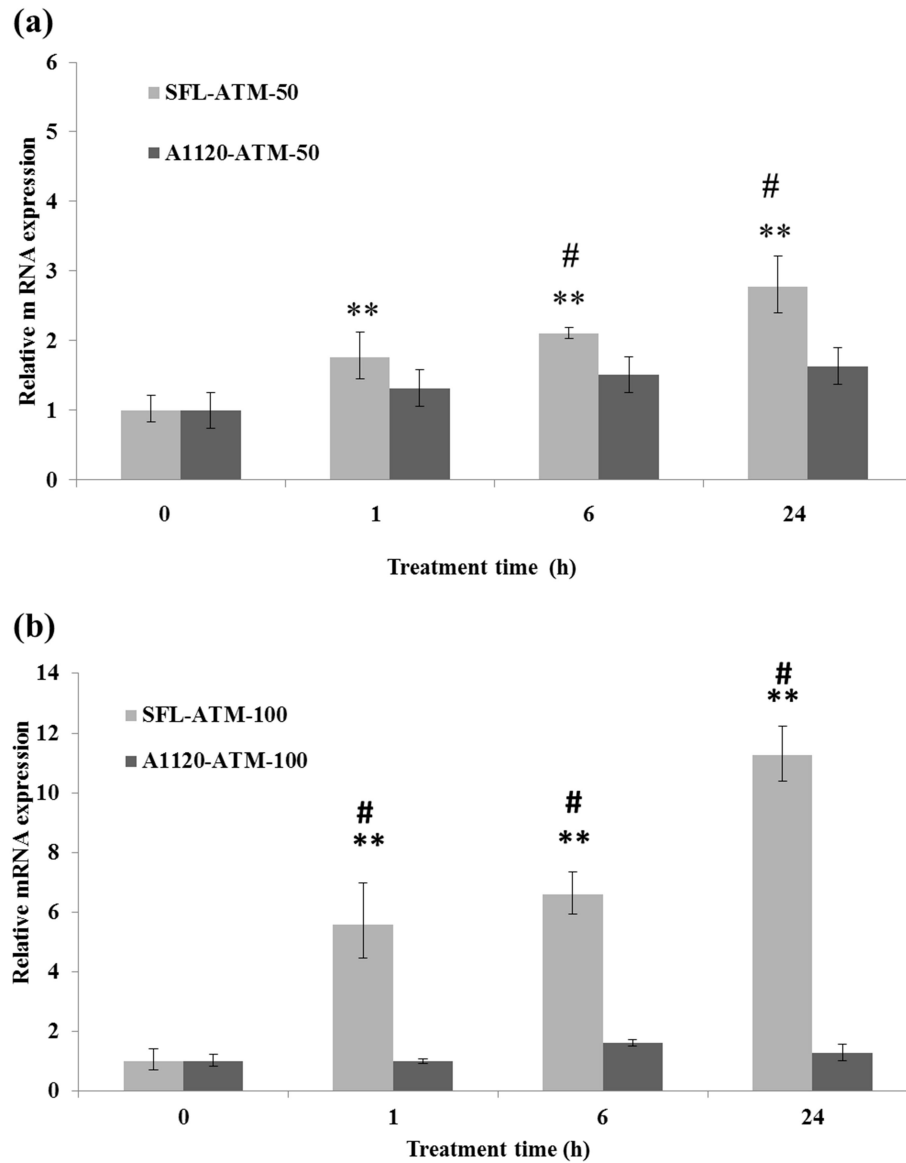 (a)
6
5
4
3
2
1
0
Relative m RNA expression
SFL-ATM-50
A1120-ATM-50
#
**
#
**
**
0 1 6 24
Treatment time (h)
(b)
14
12
10
8
6
4
2
0
Relative mRNA expression
SFL-ATM-100
A1120-ATM-100
#
**
#
**
#
**
0 1 6 24
Treatment time (h)